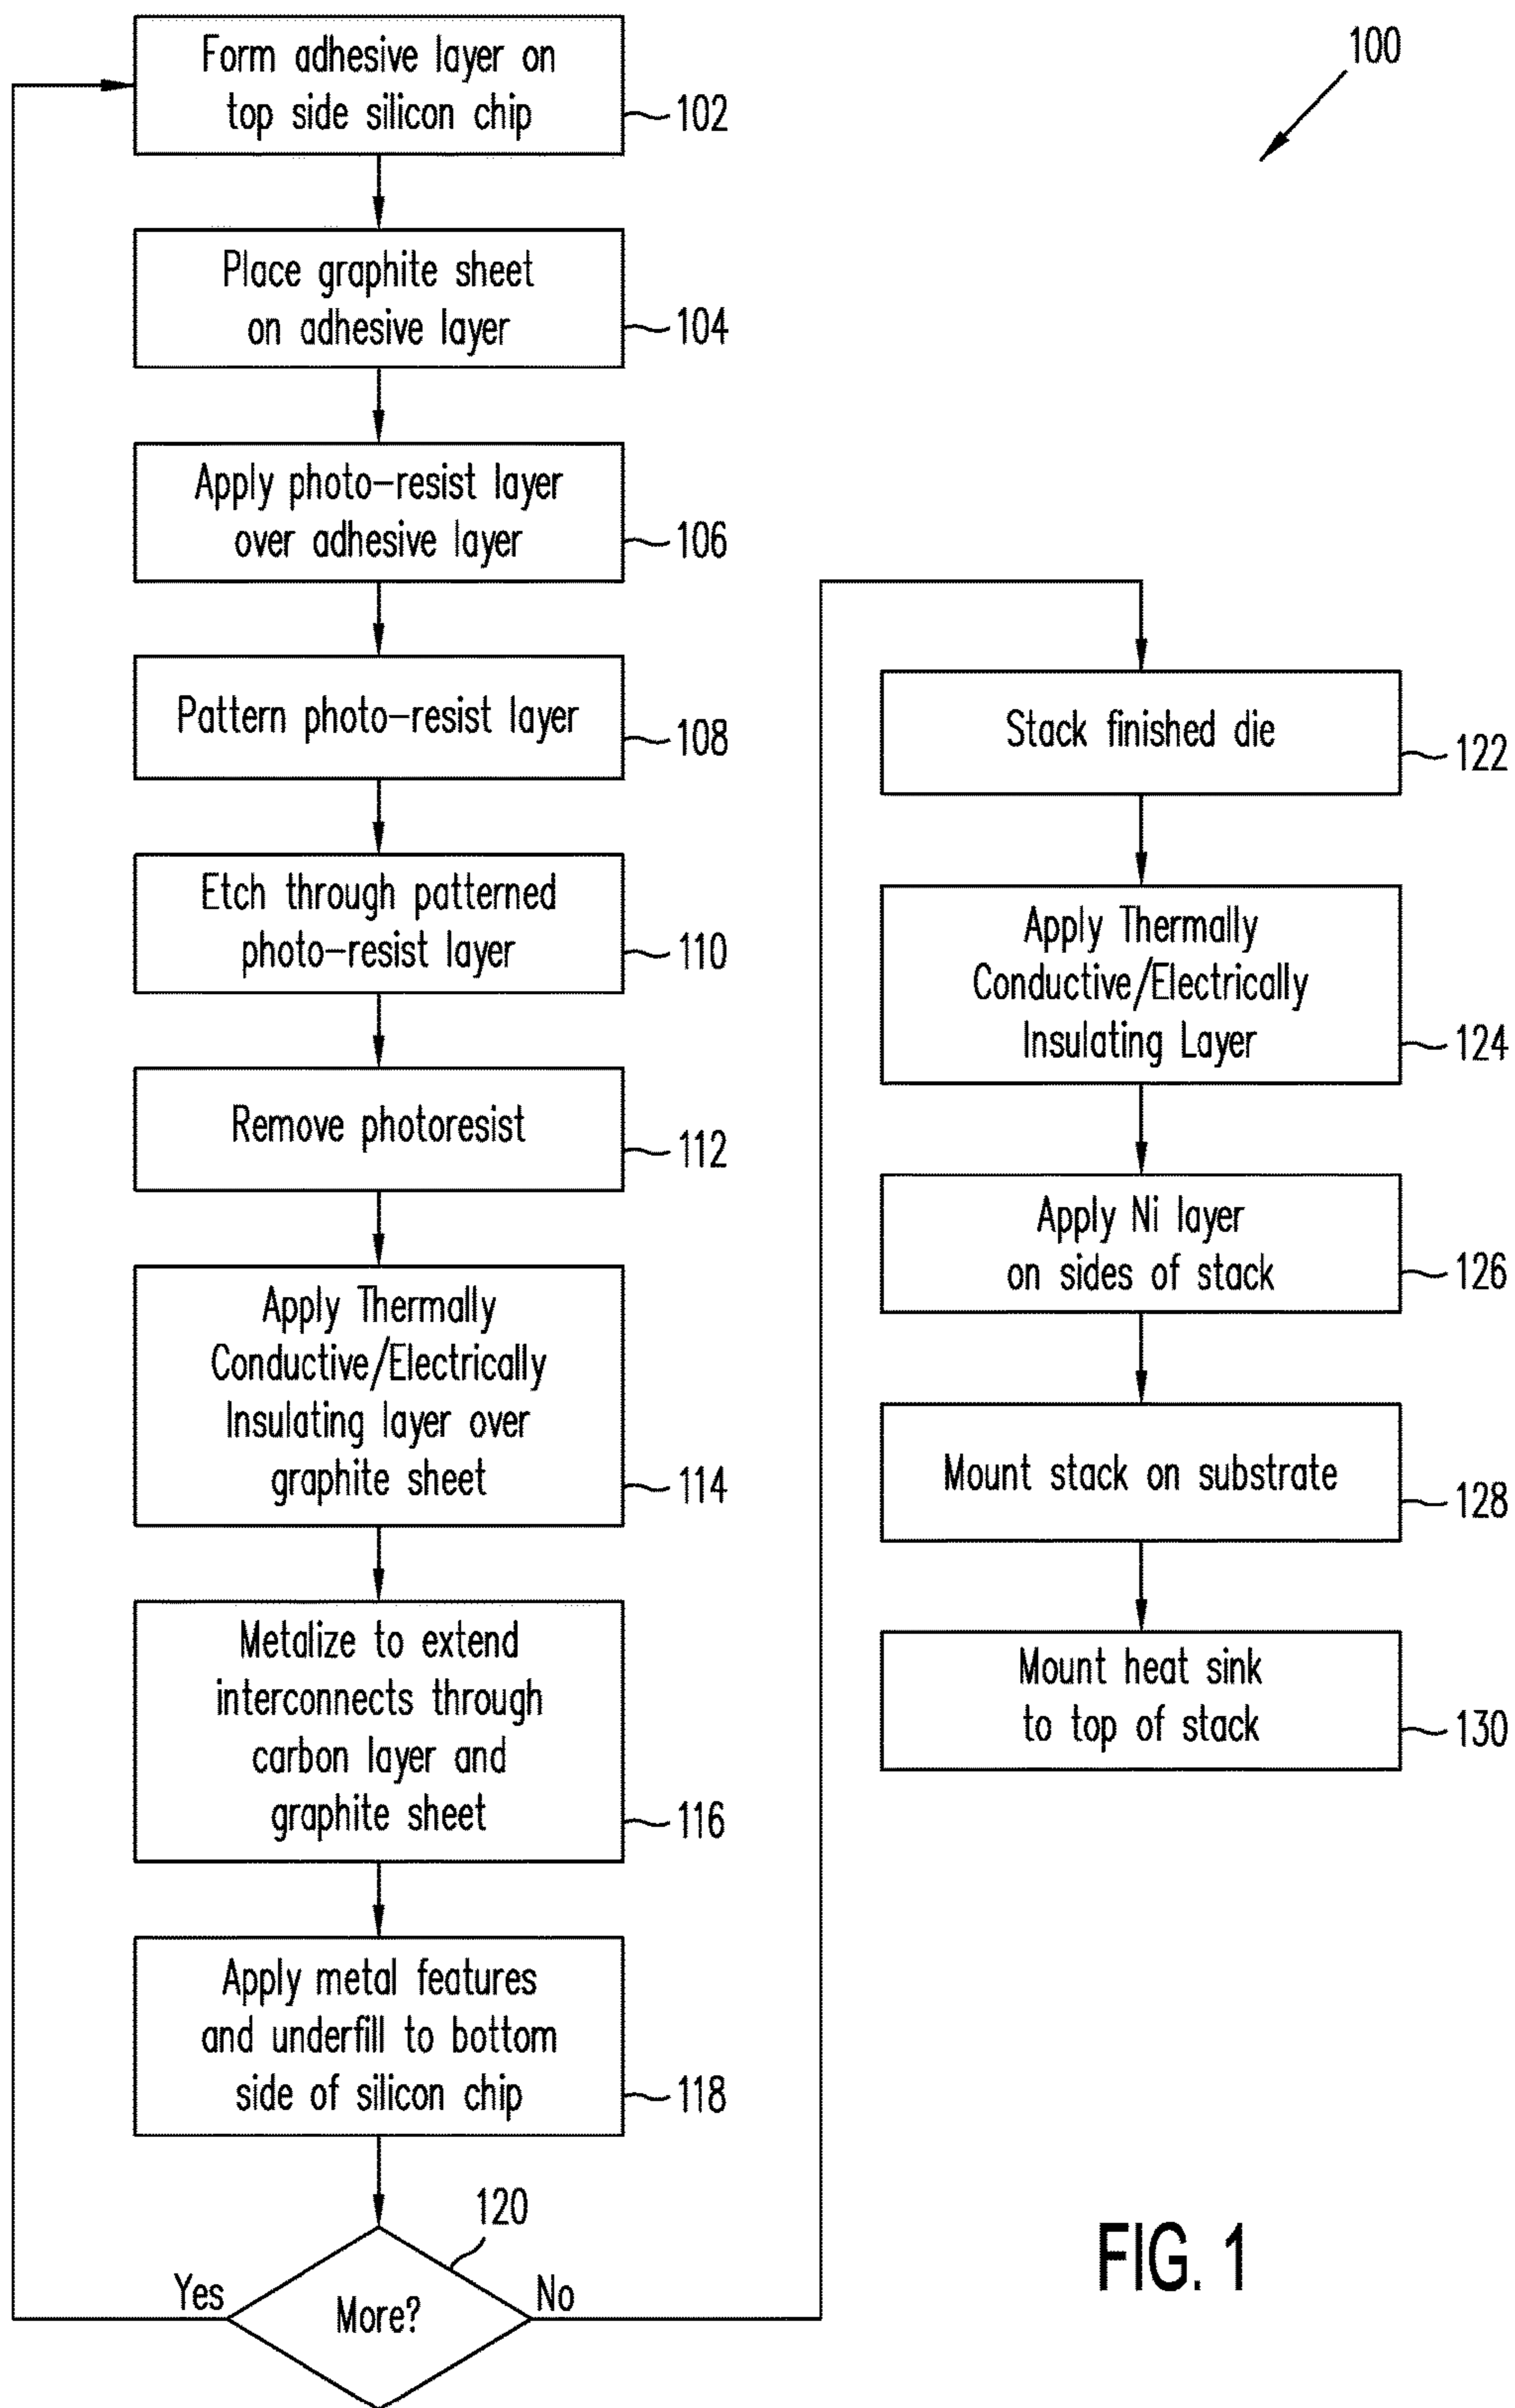 100
Form adhesive layer on
top side silicon chip
102
Place graphite sheet
on adhesive layer
104
Apply photo-resist layer
over adhesive layer
106
Pattern photo-resist layer
108
Etch through patterned
photo-resist layer
110
Remove photoresist
112
Apply Thermally
Conductive/Electrically
Insulating layer over
graphite sheet
114
Metalize to extend
interconnects through
carbon layer and
graphite sheet
116
Apply metal features
and underfill to bottom
side of silicon chip
118
120
Yes
More?
No
Stack finished die
122
Apply Thermally
Conductive/Electrically
Insulating Layer
124
Apply Ni layer
on sides of stack
126
Mount stack on substrate
128
Mount heat sink
to top of stack
130
FIG. 1